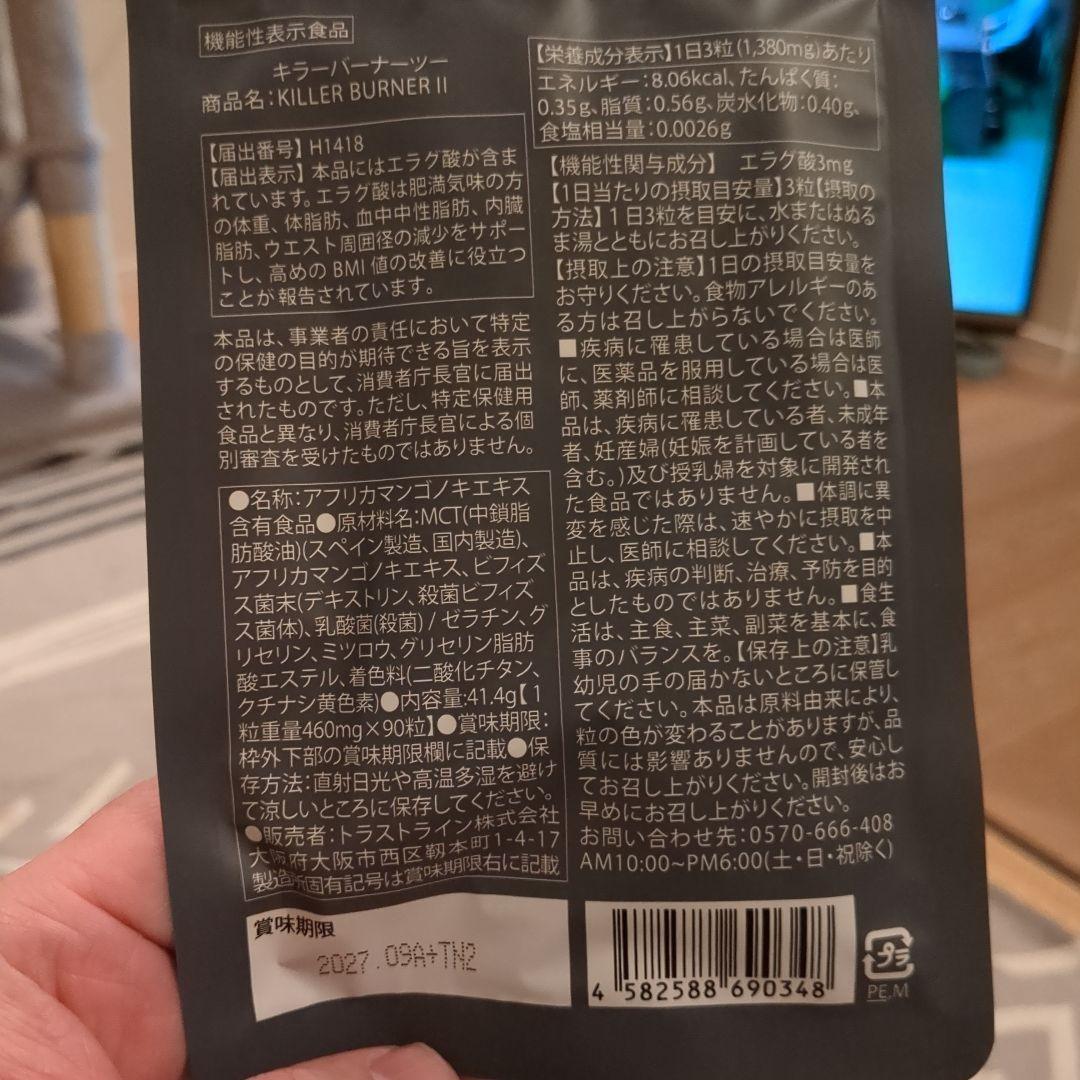 機能性表示食品
キラーバーナーツー
商品名:KILLER BURNER II
【届出番号】H1418
【届出表示】本品にはエラグ酸が含ま
れています。エラグ酸は肥満気味の方
の体重、体脂肪、血中中性脂肪、内臓
脂肪、ウエスト周囲径の減少をサポー
トし、高めの BMI 値の改善に役立つ
ことが報告されています。
本品は、事業者の責任において特定
の保健の目的が期待できる旨を表示
するものとして、消費者庁長官に届出
されたものです。ただし、特定保健用
食品と異なり、消費者庁長官による個
別審査を受けたものではありません。
●名称:アフリカマンゴノキエキス
含有食品●原材料名:MCT(中鎖脂
肪酸油)(スペイン製造、国内製造)、
アフリカマンゴノキエキス、ビフィズ
ス菌末(デキストリン、殺菌ビフィズ
ス菌体)、乳酸菌(殺菌) / ゼラチン、グ
リセリン、ミツロウ、グリセリン脂肪
酸エステル、着色料(二酸化チタン、
クチナシ黄色素)●内容量:41.4g【1
粒重量460mg×90粒】●賞味期限:
枠外下部の賞味期限欄に記載●保
存方法:直射日光や高温多湿を避け
て涼しいところに保存してください。
●販売者:トラストライン株式会社
大阪府大阪市西区靱本町1-4-17
製造所固有記号は賞味期限右に記載
賞味期限
2027.09A+TN2
【栄養成分表示】1日3粒(1,380mg)あたり
エネルギー:8.06kcal、たんぱく質:
0.35g、脂質:0.56g、炭水化物:0.40g、
食塩相当量:0.0026g
【機能性関与成分】 エラグ酸3mg
【1日当たりの摂取目安量】3粒【摂取の
方法】1日3粒を目安に、水またはぬる
ま湯とともにお召し上がりください。
【摂取上の注意】1日の摂取目安量を
お守りください。食物アレルギーのあ
る方は召し上がらないでください。
■疾病に罹患している場合は医師
に、医薬品を服用している場合は医
師、薬剤師に相談してください。■本
品は、疾病に罹患している者、未成年
者、妊産婦(妊娠を計画している者を
含む。)及び授乳婦を対象に開発され
た食品ではありません。■体調に異
変を感じた際は、速やかに摂取を中
止し、医師に相談してください。■本
品は、疾病の判断、治療、予防を目的
としたものではありません。■食生
活は、主食、主菜、副菜を基本に、食
事のバランスを。【保存上の注意】乳
幼児の手の届かないところに保管し
てください。本品は原料由来により、
粒の色が変わることがありますが、品
質には影響ありませんので、安心し
てお召し上がりください。開封後はお
早めにお召し上がりください。
お問い合わせ先:0570-666-408
AM10:00~PM6:00(土・日・祝除く)
4 582588 690348
プラ
PE,M